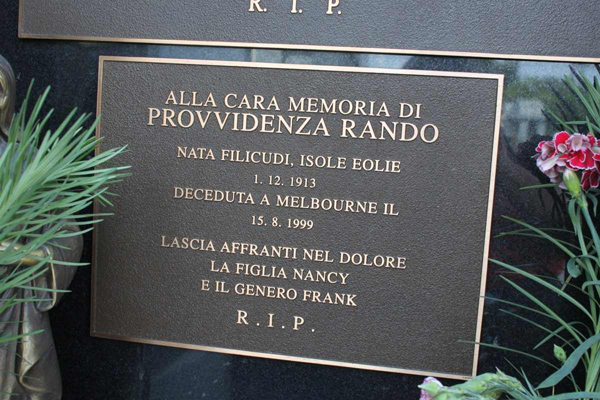 R. I. P.
ALLA CARA MEMORIA DI
PROVVIDENZA RANDO
NATA FILICUDI, ISOLE EOLIE
1. 12. 1913
DECEDUTA A MELBOURNE IL
15. 8. 1999
LASCIA AFFRANTI NEL DOLORE
LA FIGLIA NANCY
E IL GENERO FRANK
R. I. P.